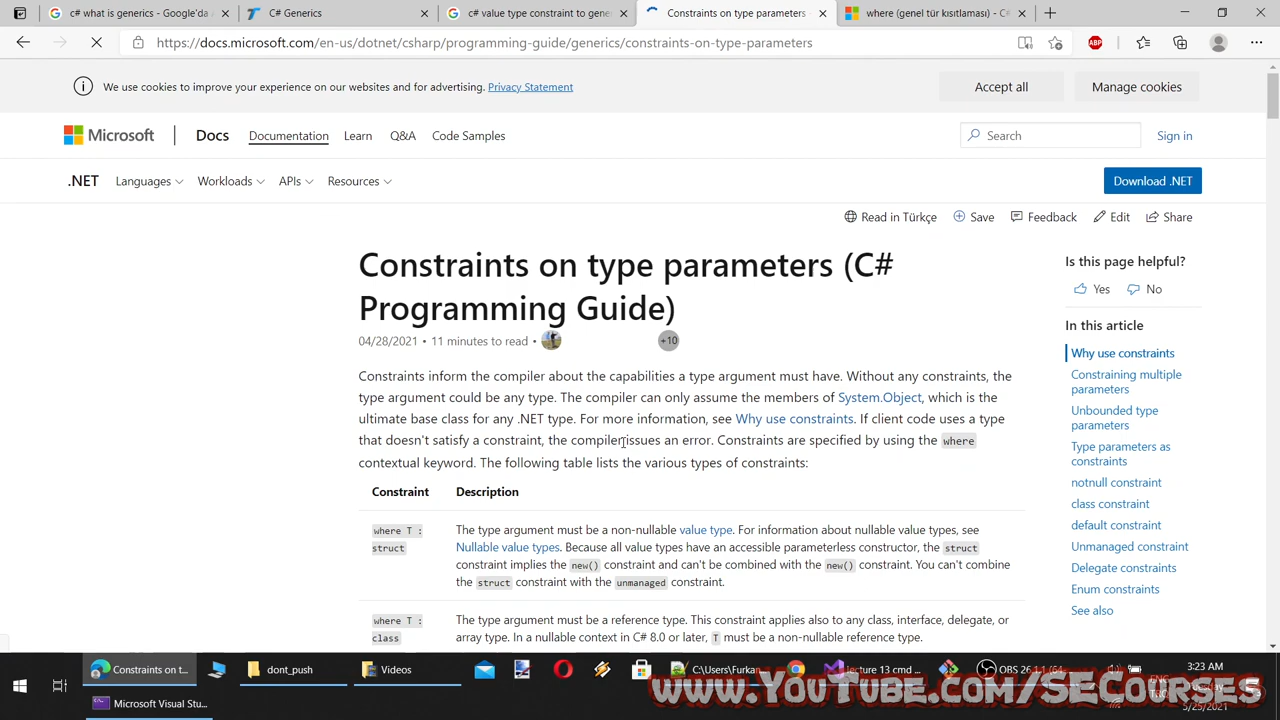 c# what is generics - Google'da A
C# Generics
c# value type constraint to gene
Constraints on type parameters
where (genel tür kısıtlaması) - C#
https://docs.microsoft.com/en-us/dotnet/csharp/programming-guide/generics/constraints-on-type-parameters
ABP
We use cookies to improve your experience on our websites and for advertising. Privacy Statement
Accept all
Manage cookies
Microsoft
Docs
Documentation
Learn
Q&A
Code Samples
Search
Sign in
.NET
Languages
Workloads
APIs
Resources
Download .NET
Read in Türkçe
Save
Feedback
Edit
Share
Constraints on type parameters (C#
Programming Guide)
04/28/2021 • 11 minutes to read •
+10
Is this page helpful?
Yes
No
In this article
Why use constraints
Constraining multiple
parameters
Unbounded type
parameters
Type parameters as
constraints
notnull constraint
class constraint
default constraint
Unmanaged constraint
Delegate constraints
Enum constraints
See also
Constraints inform the compiler about the capabilities a type argument must have. Without any constraints, the
type argument could be any type. The compiler can only assume the members of System.Object, which is the
ultimate base class for any .NET type. For more information, see Why use constraints. If client code uses a type
that doesn't satisfy a constraint, the compiler issues an error. Constraints are specified by using the where
contextual keyword. The following table lists the various types of constraints:
Constraint
Description
where T :
struct
The type argument must be a non-nullable value type. For information about nullable value types, see
Nullable value types. Because all value types have an accessible parameterless constructor, the struct
constraint implies the new() constraint and can't be combined with the new() constraint. You can't combine
the struct constraint with the unmanaged constraint.
where T :
class
The type argument must be a reference type. This constraint applies also to any class, interface, delegate, or
array type. In a nullable context in C# 8.0 or later, T must be a non-nullable reference type.
Constraints on t...
dont_push
Videos
C:\Users\Furkan...
lecture 13 cmd ...
OBS 26.1.1 (64...
3:23 AM
5/25/2021
Microsoft Visual Stu...
www.YouTube.com/SECourses